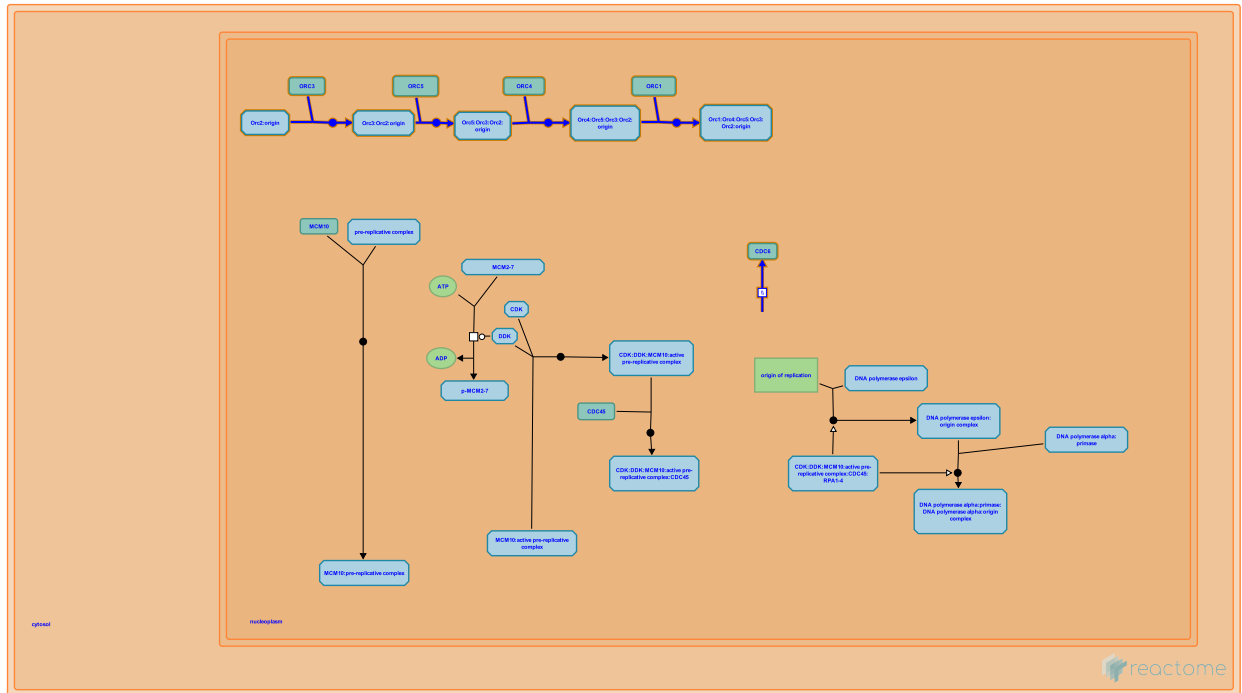 ORC3
ORC5
ORC4
ORC1
Orc2:origin
Orc3:Orc2:origin
Orc5:Orc3:Orc2:
origin
Orc4:Orc5:Orc3:Orc2:
origin
Orc1:Orc4:Orc5:Orc3:
Orc2:origin
MCM10
pre-replicative complex
CDC6
MCM2-7
ATP
CDK
DDK
ADP
CDK:DDK:MCM10:active
pre-replicative complex
p-MCM2-7
origin of replication
DNA polymerase epsilon
CDC45
DNA polymerase epsilon:
origin complex
DNA polymerase alpha:
primase
CDK:DDK:MCM10:active pre-
replicative complex:CDC45
CDK:DDK:MCM10:active pre-
replicative complex:CDC45:
RPA1-4
DNA polymerase alpha:primase:
DNA polymerase alpha:origin
complex
MCM10:active pre-replicative
complex
MCM10:pre-replicative complex
cytosol
nucleoplasm
reactome